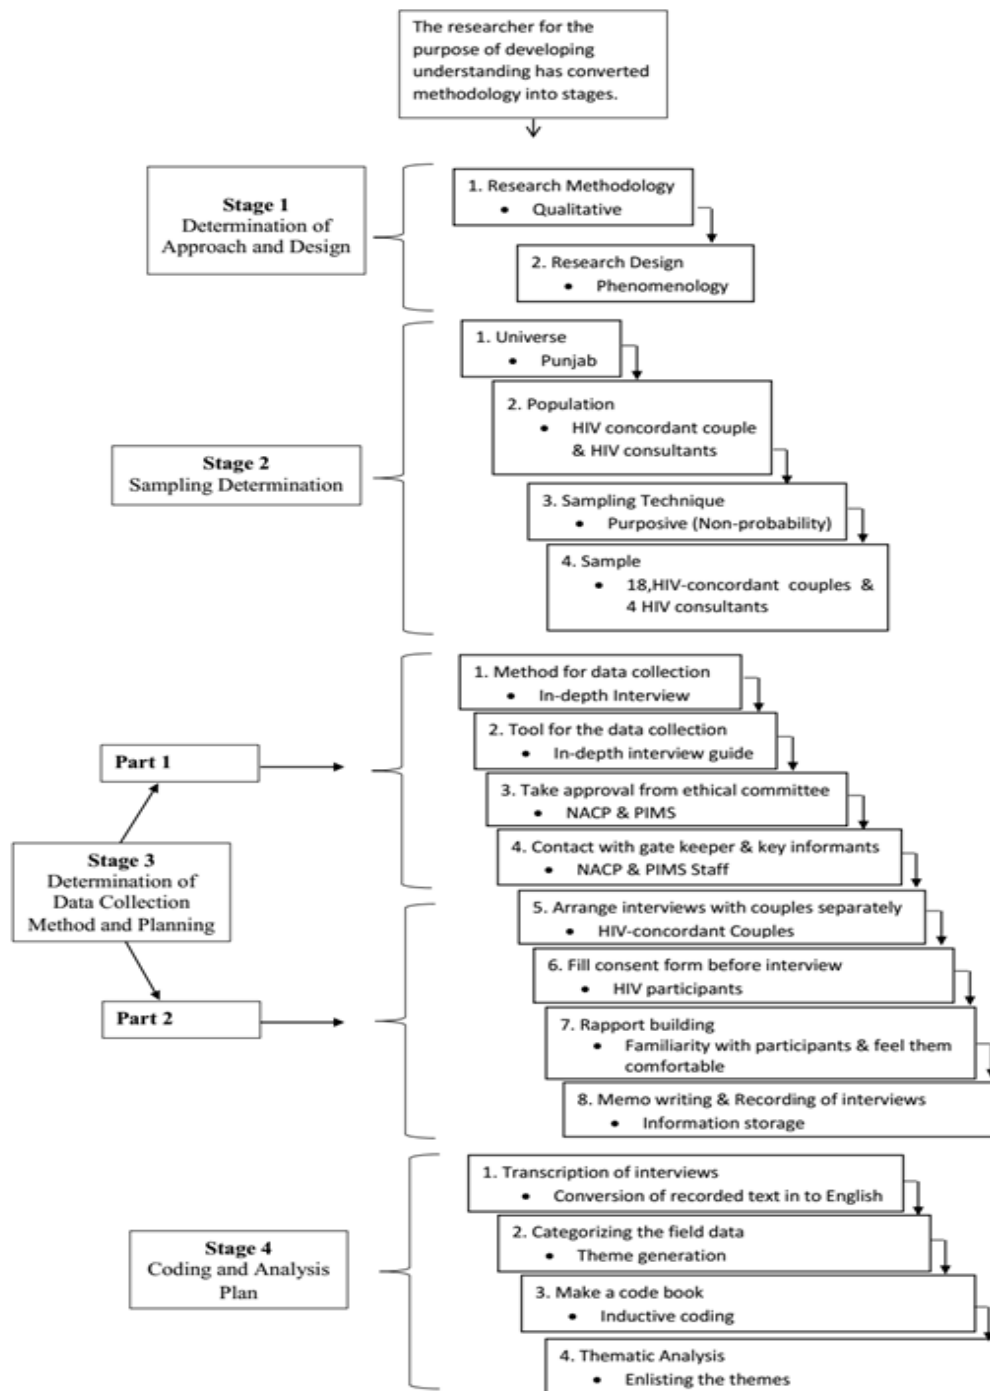 The researcher for the
purpose of developing
understanding has converted
methodology into stages.
Stage 1
Determination of
Approach and Design
1. Research Methodology
• Qualitative
2. Research Design
• Phenomenology
Stage 2
Sampling Determination
1. Universe
• Punjab
2. Population
• HIV concordant couple
& HIV consultants
3. Sampling Technique
• Purposive (Non-probability)
4. Sample
• 18,HIV-concordant couples &
4 HIV consultants
Stage 3
Determination of
Data Collection
Method and Planning
Part 1
1. Method for data collection
• In-depth Interview
2. Tool for the data collection
• In-depth interview guide
3. Take approval from ethical committee
• NACP & PIMS
4. Contact with gate keeper & key informants
• NACP & PIMS Staff
Part 2
5. Arrange interviews with couples separately
• HIV-concordant Couples
6. Fill consent form before interview
• HIV participants
7. Rapport building
• Familiarity with participants & feel them
comfortable
8. Memo writing & Recording of interviews
• Information storage
Stage 4
Coding and Analysis
Plan
1. Transcription of interviews
• Conversion of recorded text in to English
2. Categorizing the field data
• Theme generation
3. Make a code book
• Inductive coding
4. Thematic Analysis
• Enlisting the themes